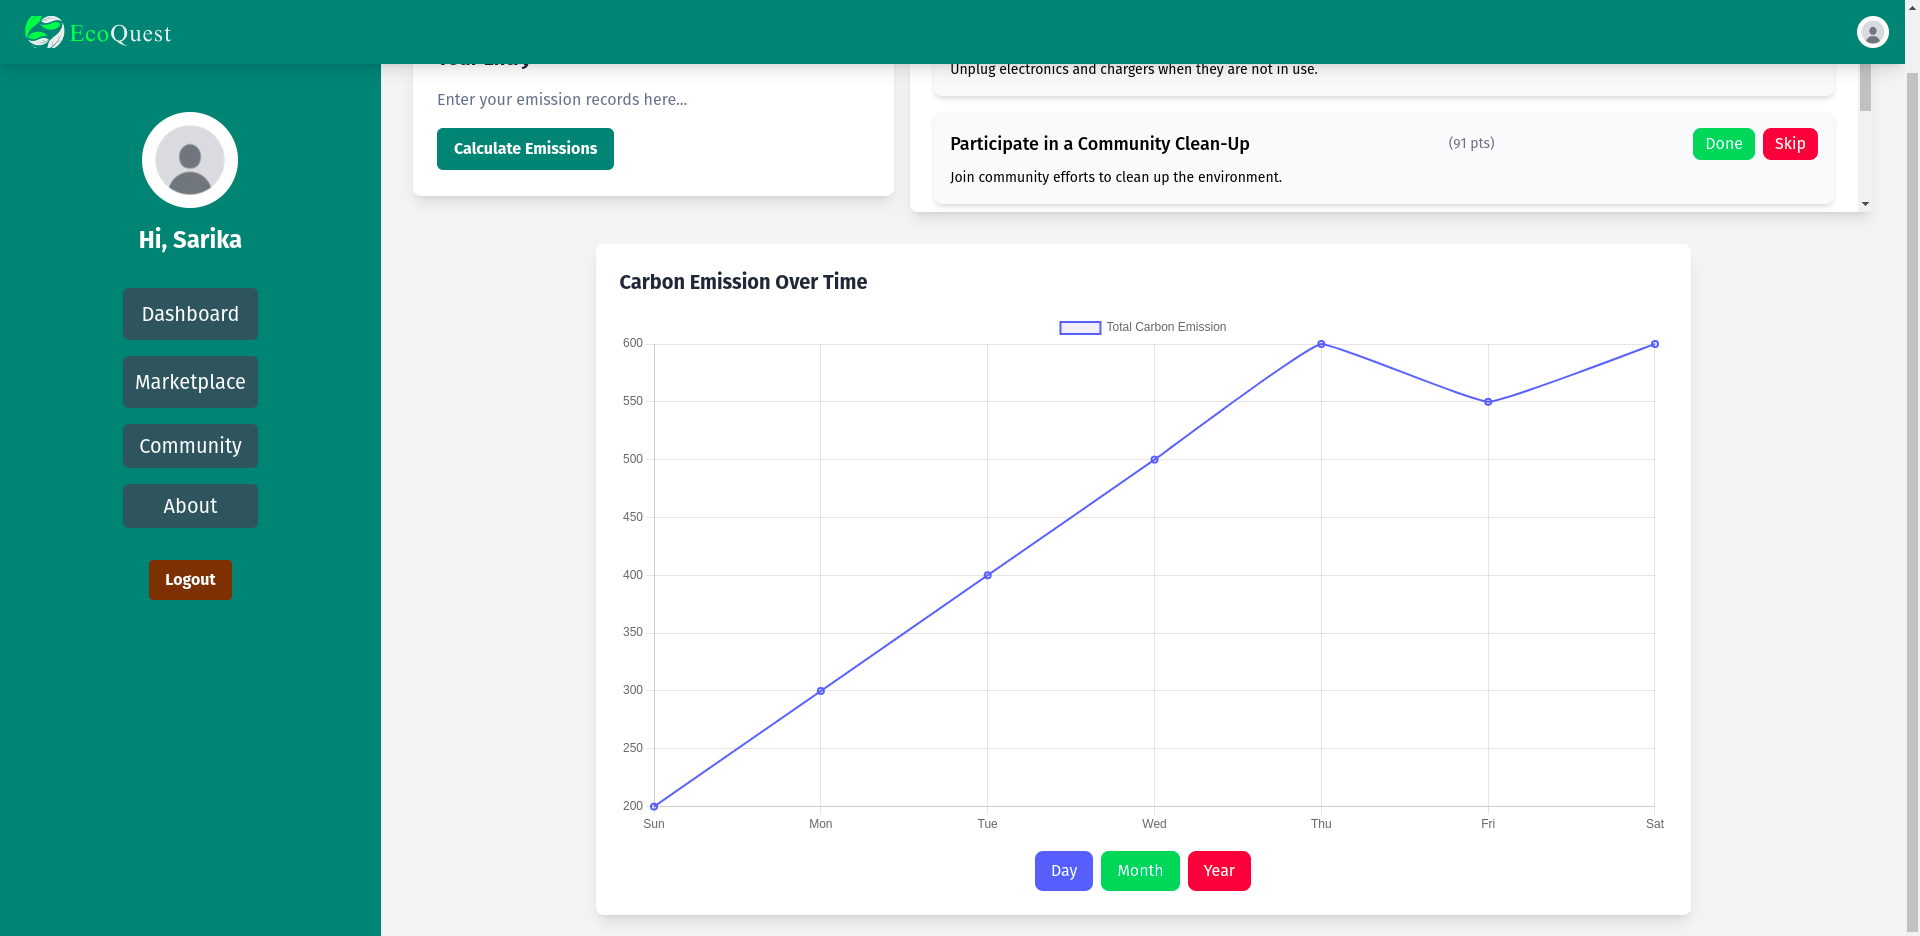 EcoQuest
Hi, Sarika
Dashboard
Marketplace
Community
About
Logout
Enter your emission records here...
Calculate Emissions
Unplug electronics and chargers when they are not in use.
Participate in a Community Clean-Up
(91 pts)
Done
Skip
Join community efforts to clean up the environment.
Carbon Emission Over Time
Total Carbon Emission
600
550
500
450
400
350
300
250
200
Sun Mon Tue Wed Thu Fri Sat
Day Month Year